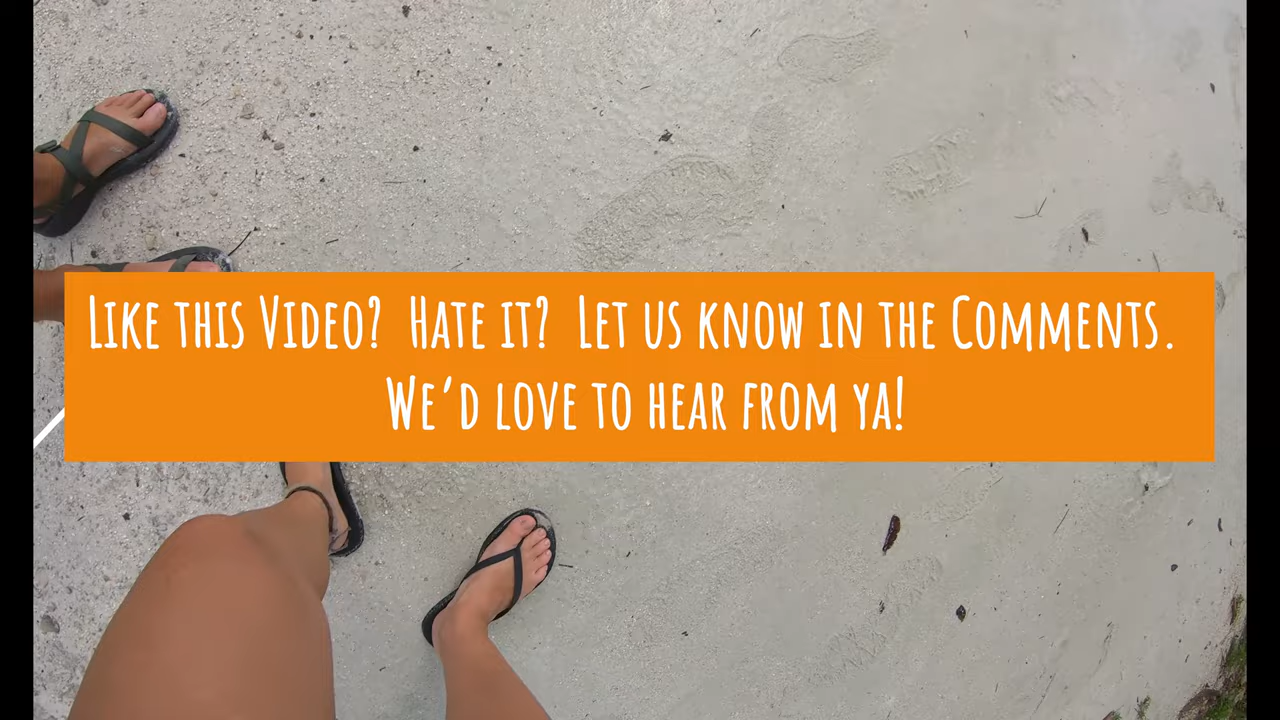 Like this Video? Hate it? Let us know in the Comments.
We'd love to hear from ya!